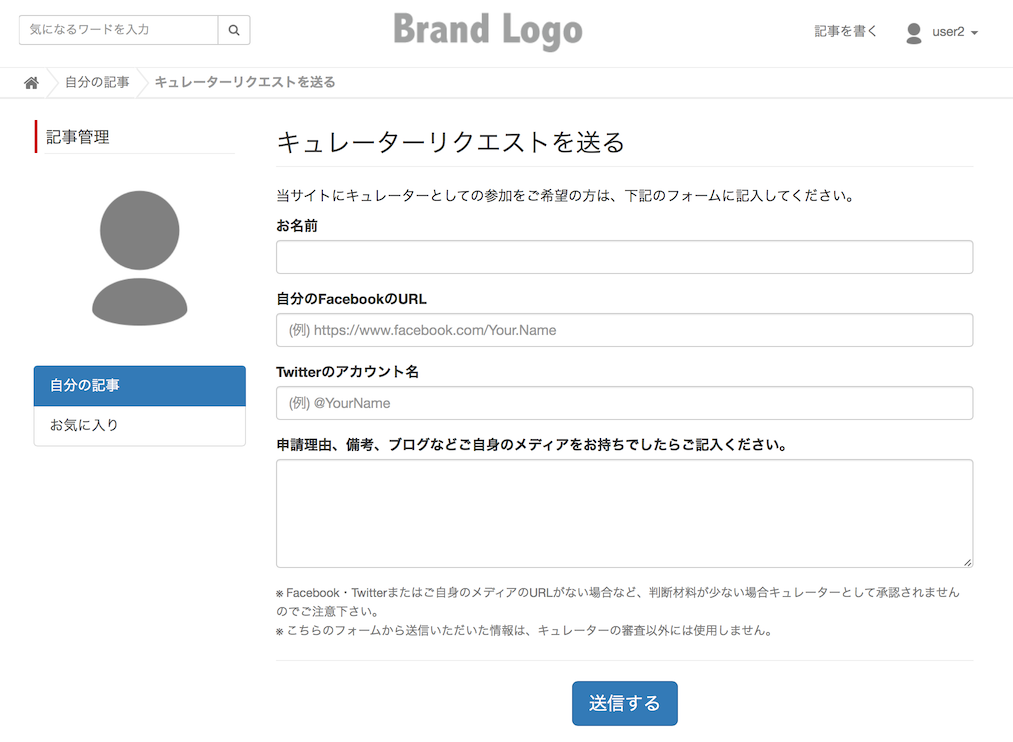 気になるワードを入力
Brand Logo
記事を書く
user2
自分の記事
キュレーターリクエストを送る
記事管理
自分の記事
お気に入り
キュレーターリクエストを送る
当サイトにキュレーターとしての参加をご希望の方は、下記のフォームに記入してください。
お名前
自分のFacebookのURL
(例) https://www.facebook.com/Your.Name
Twitterのアカウント名
(例) @YourName
申請理由、備考、ブログなどご自身のメディアをお持ちでしたらご記入ください。
※ Facebook・Twitterまたはご自身のメディアのURLがない場合など、判断材料が少ない場合キュレーターとして承認されません
のでご注意下さい。
※ こちらのフォームから送信いただいた情報は、キュレーターの審査以外には使用しません。
送信する